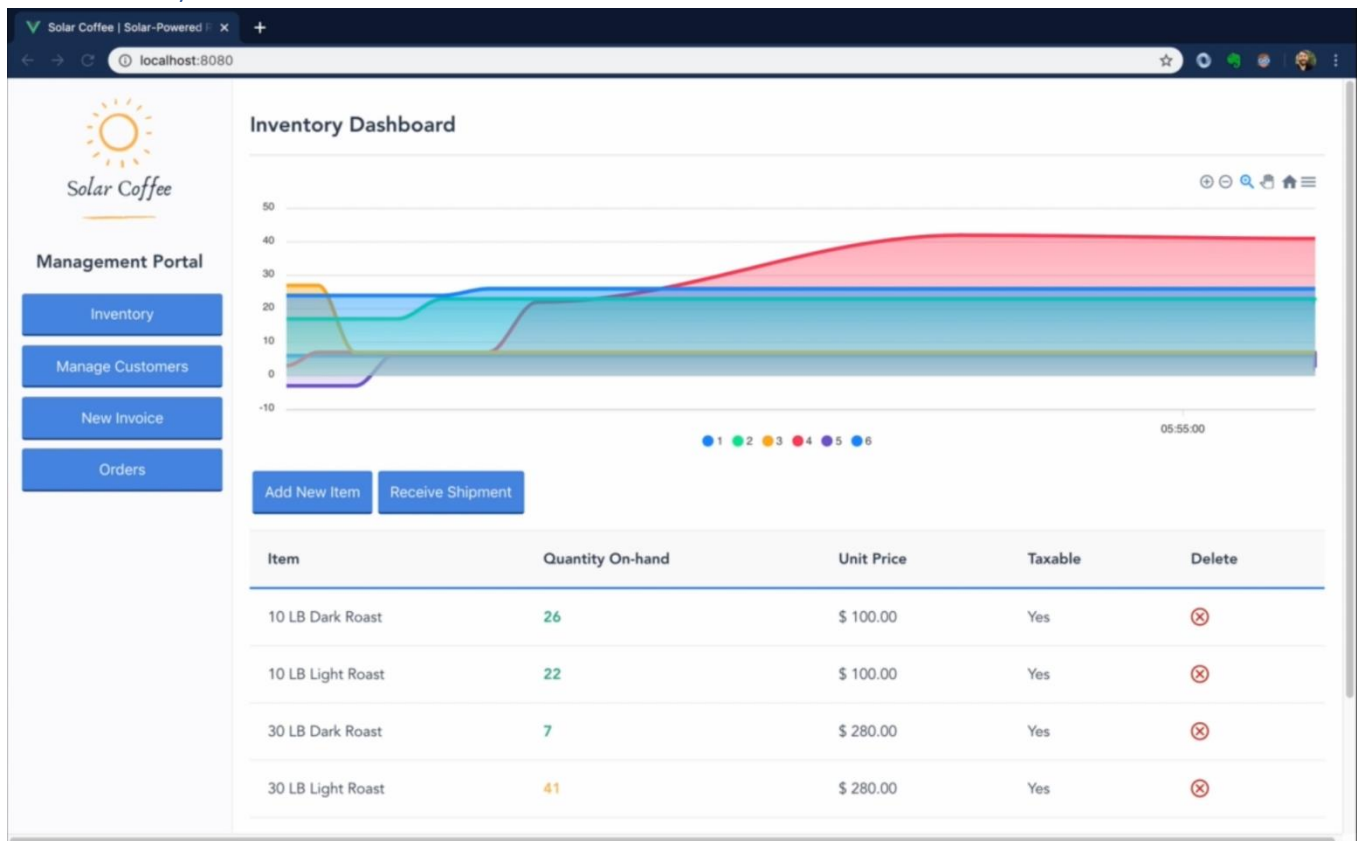 Solar Coffee | Solar-Powered
localhost:8080
Solar Coffee
Management Portal
Inventory
Manage Customers
New Invoice
Orders
Inventory Dashboard
50
40
30
20
10
0
-10
05:55:00
1 2 3 4 5 6
Add New Item Receive Shipment
Item Quantity On-hand Unit Price Taxable Delete
10 LB Dark Roast 26 $ 100.00 Yes
10 LB Light Roast 22 $ 100.00 Yes
30 LB Dark Roast 7 $ 280.00 Yes
30 LB Light Roast 41 $ 280.00 Yes